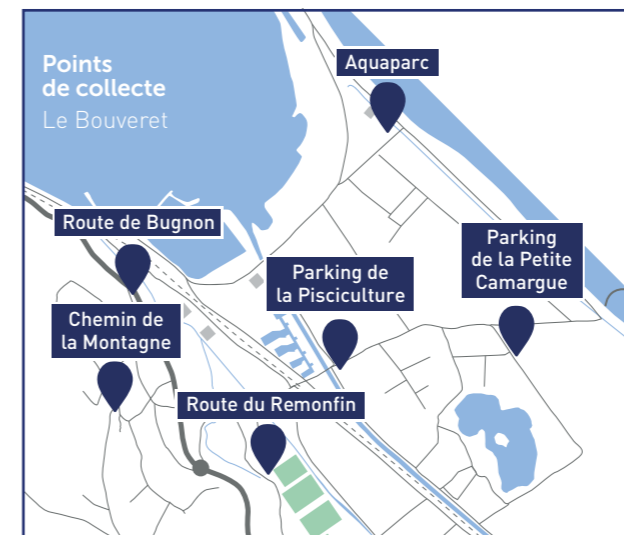 Points
de collecte
Le Bouveret
Aquaparc
Route de Bugnon
Parking
de la Petite
Camargue
Parking de
la Pisciculture
Chemin de
la Montagne
Route du Remonfin